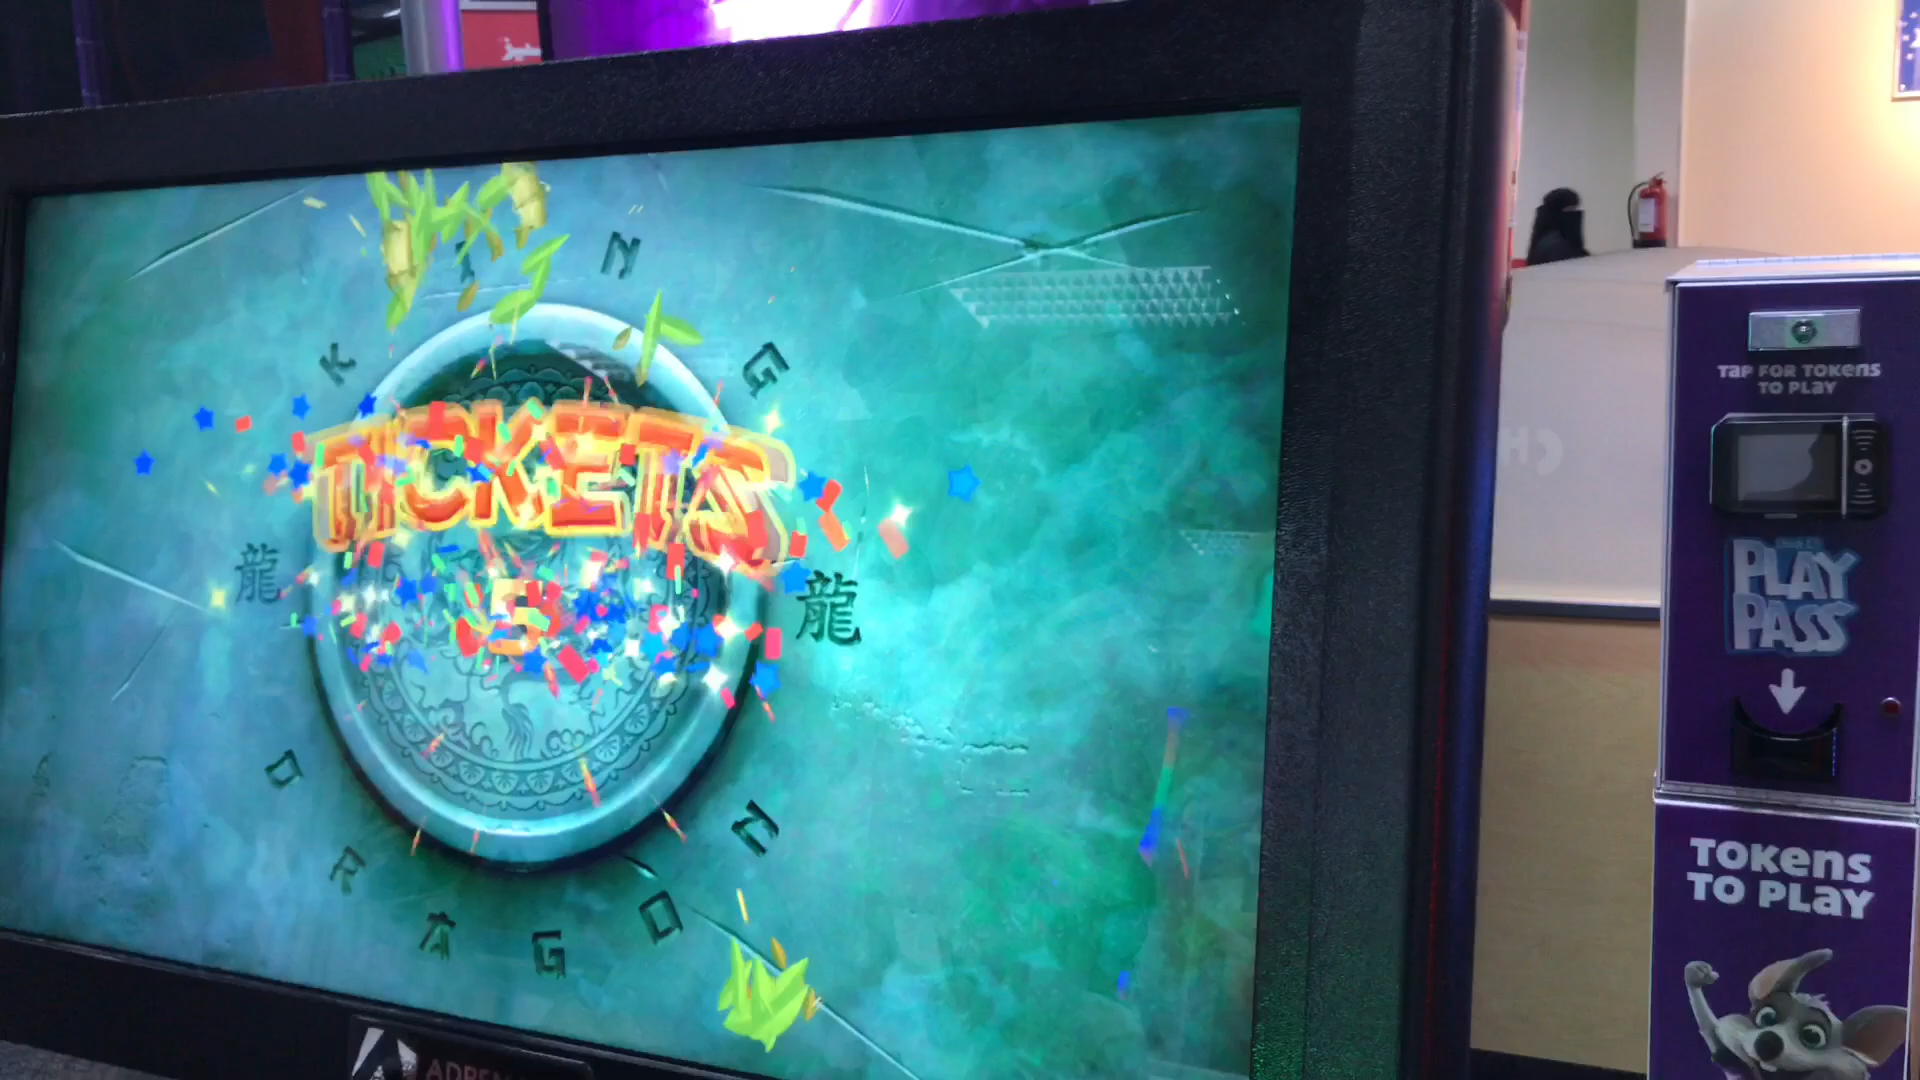 KING
TICKETS
龍
龍
5
DRAGON
TAP FOR TOKENS
TO PLAY
PLAY
PASS
TOKENS
TO PLAY